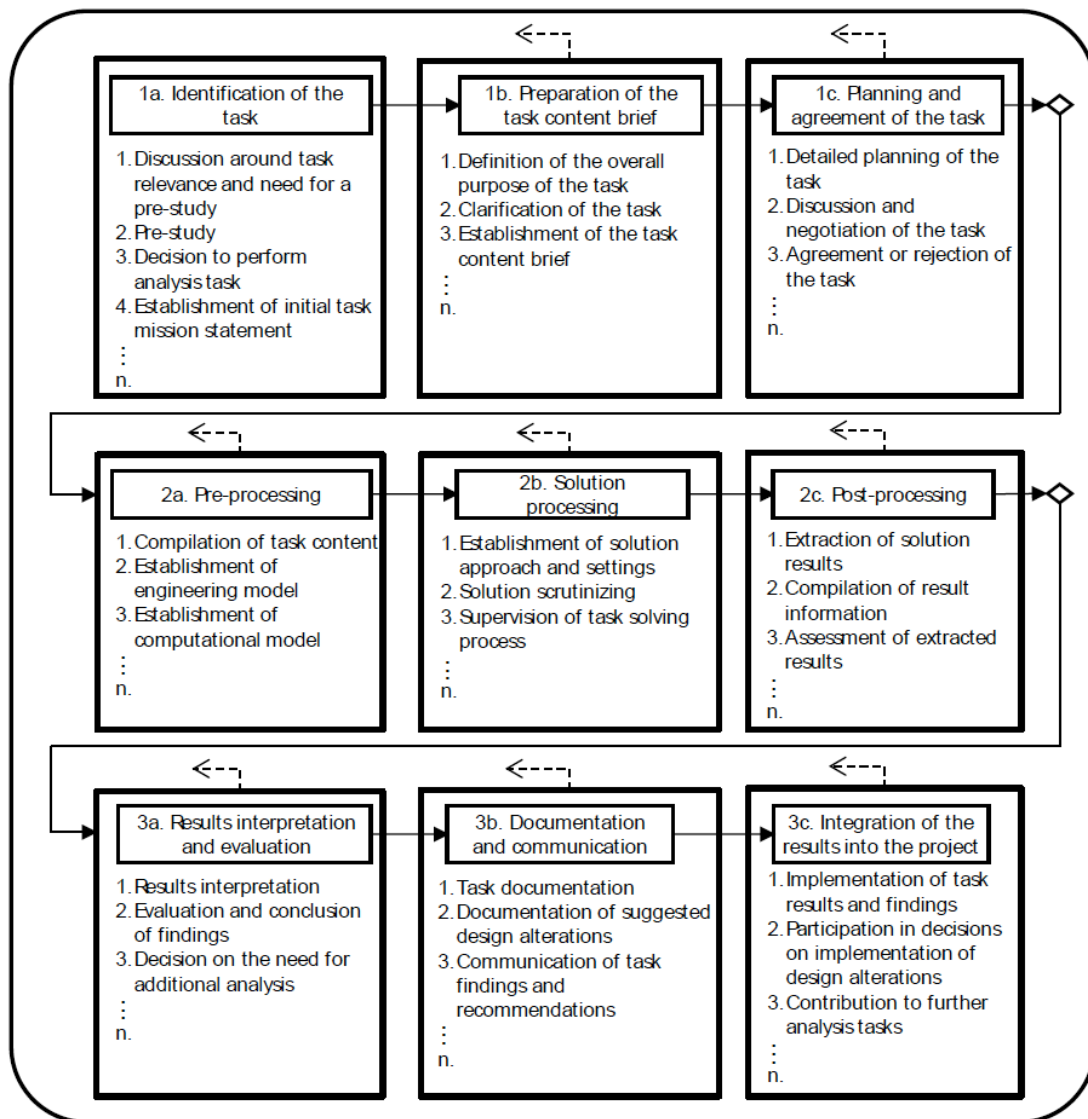 1a. Identification of the
task
1. Discussion around task
relevance and need for a
pre-study
2. Pre-study
3. Decision to perform
analysis task
4. Establishment of initial task
mission statement
⋮
n.
1b. Preparation of the
task content brief
1. Definition of the overall
purpose of the task
2. Clarification of the task
3. Establishment of the task
content brief
⋮
n.
1c. Planning and
agreement of the task
1. Detailed planning of the
task
2. Discussion and
negotiation of the task
3. Agreement or rejection of
the task
⋮
n.
2a. Pre-processing
1. Compilation of task content
2. Establishment of
engineering model
3. Establishment of
computational model
⋮
n.
2b. Solution
processing
1. Establishment of solution
approach and settings
2. Solution scrutinizing
3. Supervision of task solving
process
⋮
n.
2c. Post-processing
1. Extraction of solution
results
2. Compilation of result
information
3. Assessment of extracted
results
⋮
n.
3a. Results interpretation
and evaluation
1. Results interpretation
2. Evaluation and conclusion
of findings
3. Decision on the need for
additional analysis
⋮
n.
3b. Documentation
and communication
1. Task documentation
2. Documentation of suggested
design alterations
3. Communication of task
findings and
recommendations
⋮
n.
3c. Integration of the
results into the project
1. Implementation of task
results and findings
2. Participation in decisions
on implementation of
design alterations
3. Contribution to further
analysis tasks
⋮
n.